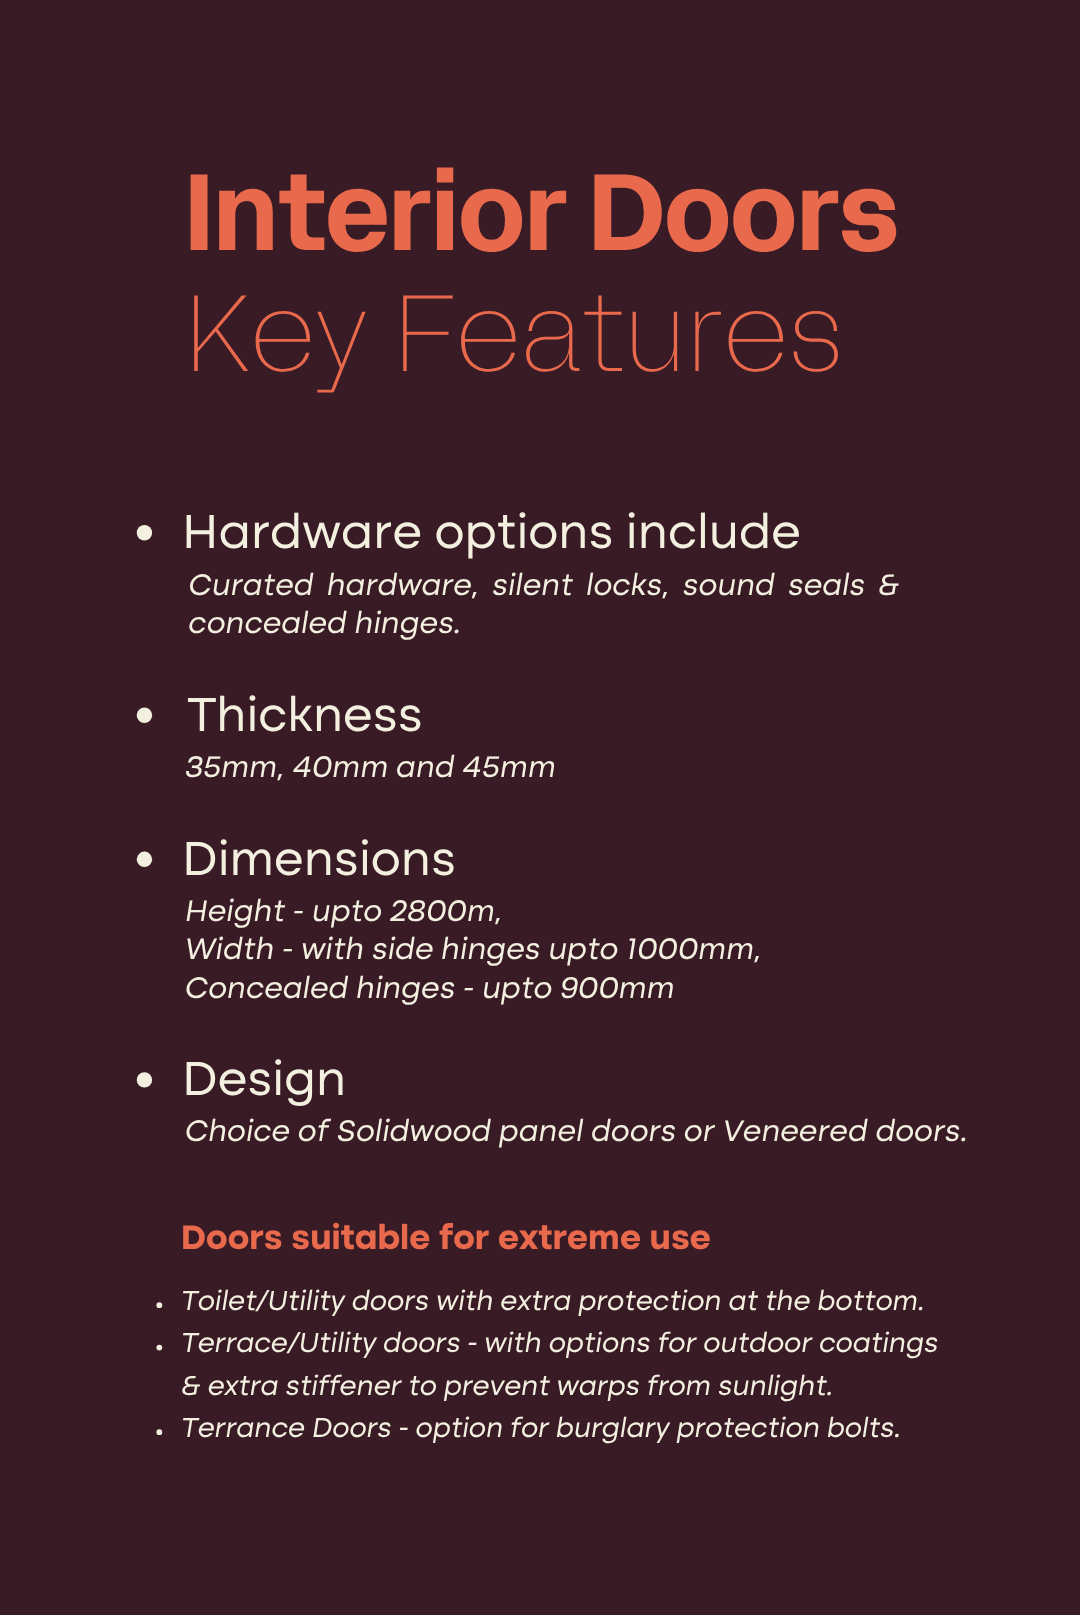 Interior Doors
Key Features
• Hardware options include
Curated hardware, silent locks, sound seals &
concealed hinges.
• Thickness
35mm, 40mm and 45mm
• Dimensions
Height - upto 2800m,
Width - with side hinges upto 1000mm,
Concealed hinges - upto 900mm
• Design
Choice of Solidwood panel doors or Veneered doors.
Doors suitable for extreme use
• Toilet/Utility doors with extra protection at the bottom.
• Terrace/Utility doors - with options for outdoor coatings
& extra stiffener to prevent warps from sunlight.
• Terrance Doors - option for burglary protection bolts.